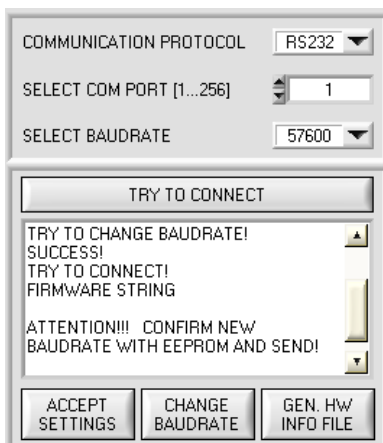 COMMUNICATION PROTOCOL RS232
SELECT COM PORT [1...256] 1
SELECT BAUDRATE 57600
TRY TO CONNECT
TRY TO CHANGE BAUDRATE!
SUCCESS!
TRY TO CONNECT!
FIRMWARE STRING
ATTENTION!!! CONFIRM NEW
BAUDRATE WITH EEPROM AND SEND!
ACCEPT
SETTINGS
CHANGE
BAUDRATE
GEN. HW
INFO FILE